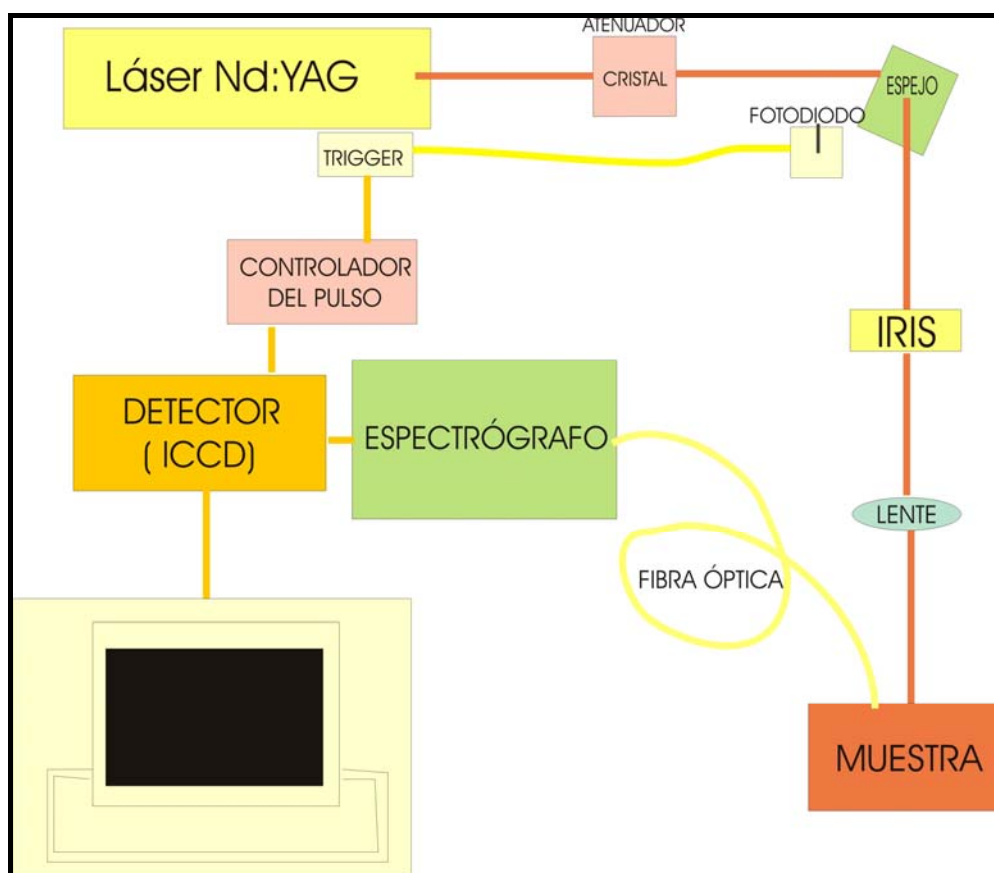 ATENUADOR
Láser Nd:YAG
CRISTAL
ESPEJO
FOTODIODO
TRIGGER
CONTROLADOR
DEL PULSO
IRIS
DETECTOR
( ICCD)
ESPECTRÓGRAFO
LENTE
FIBRA ÓPTICA
MUESTRA